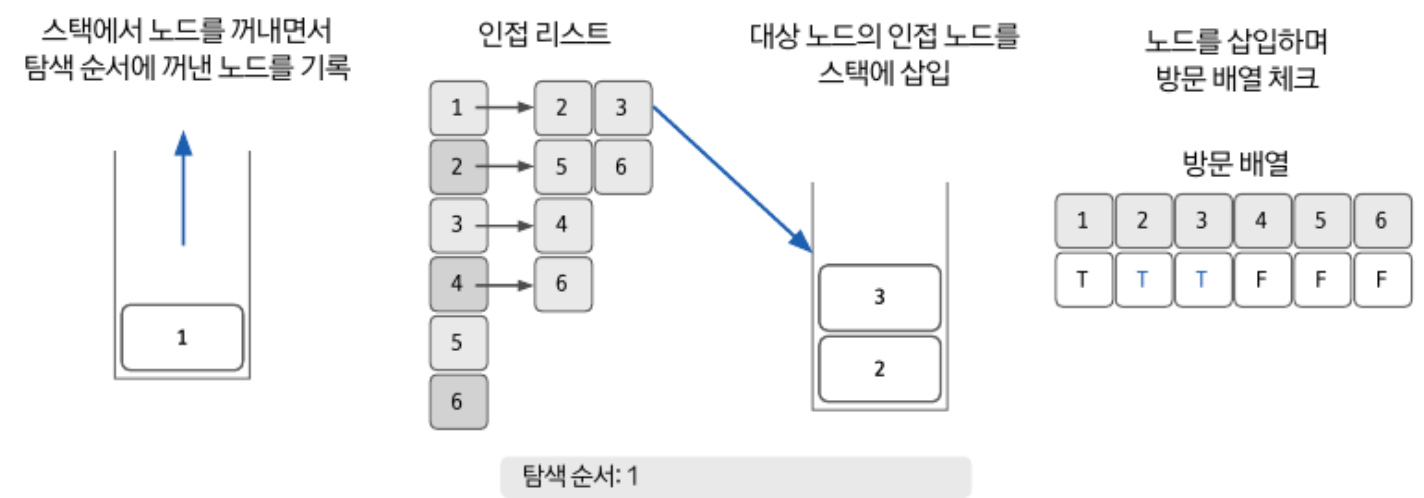 스택에서 노드를 꺼내면서
탐색 순서에 꺼낸 노드를 기록
1
인접 리스트
1 2 3
2 5 6
3 4
4 6
5
6
대상 노드의 인접 노드를
스택에 삽입
3
2
노드를 삽입하며
방문 배열 체크
방문 배열
1 2 3 4 5 6
T T T F F F
탐색 순서: 1